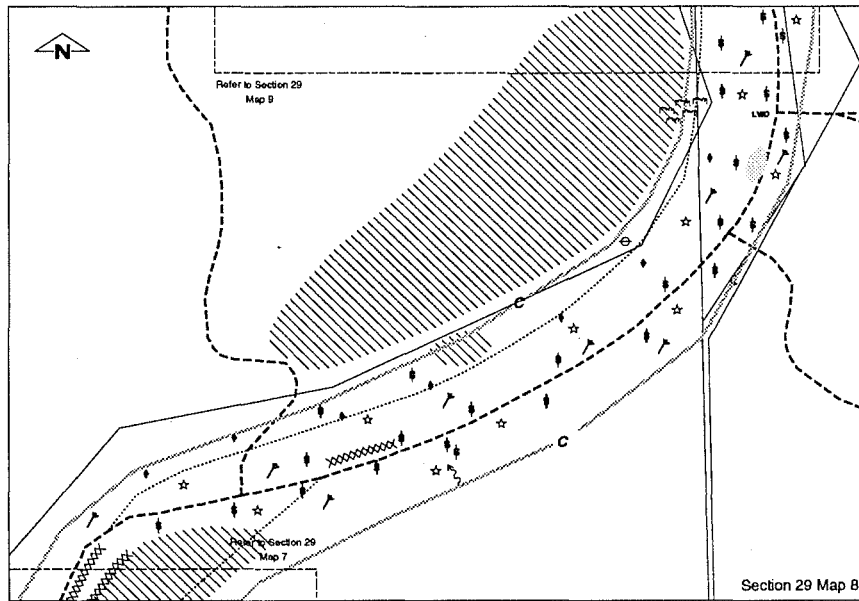 N
Refer to Section 29
Map 9
LWD
C
C
Refer to Section 29
Map 7
Section 29 Map 8